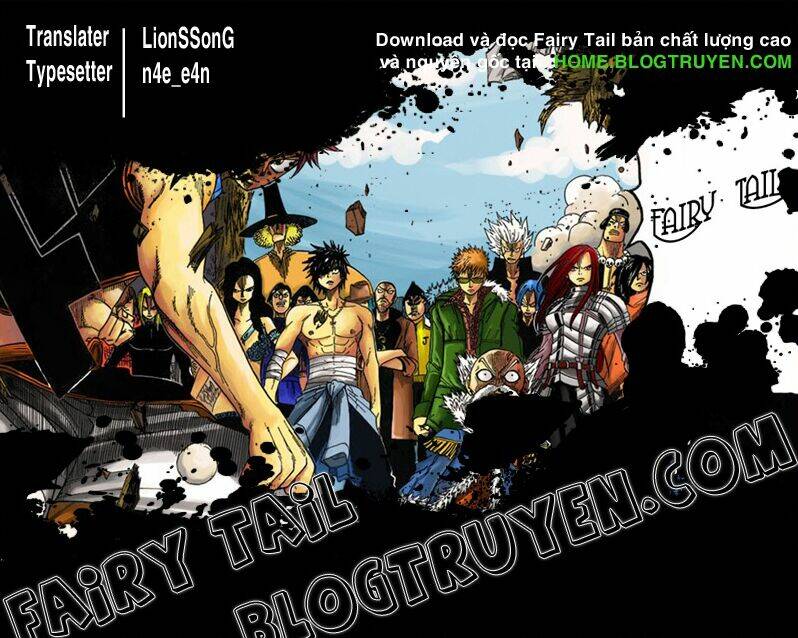 Translater
Typesetter
LionSSonG
n4e_e4n
Download và đọc Fairy Tail bản chất lượng cao
và nguyên gốc tại HOME.BLOGTRUYEN.COM
FAIRY TAIL
FAiRY TAiL
BLOGTRUYEN.COM